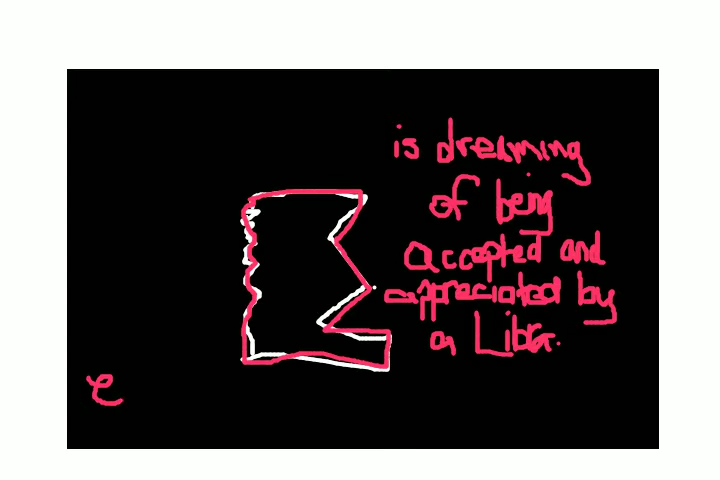 is dreaming
of being
accepted and
appreciated by
a Libra.
e